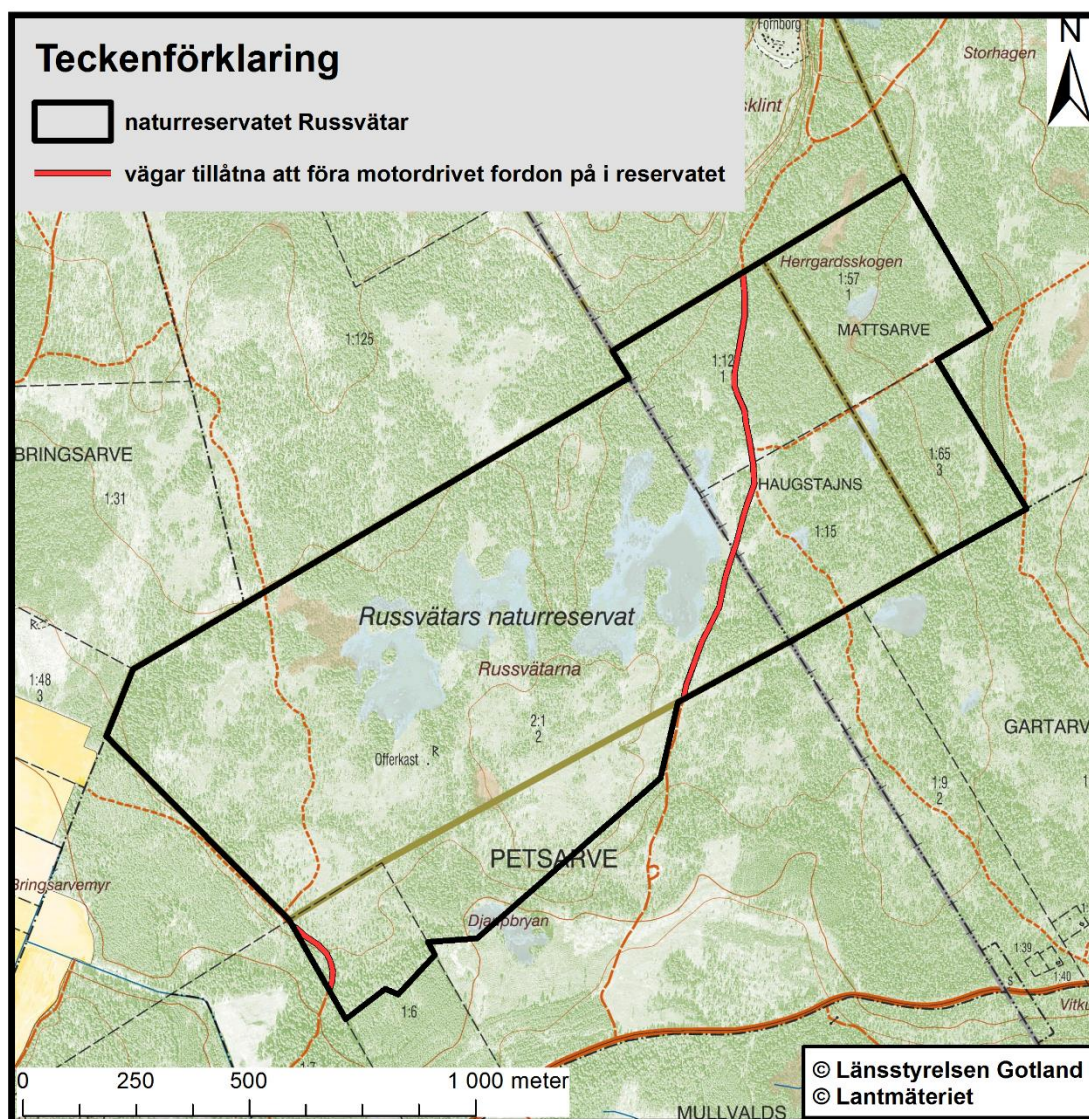 Teckenförklaring
naturreservatet Russvätar
vägar tillåtna att föra motordrivet fordon på i reservatet
Fornborg
Storhagen
N
sklint
Herrgardsskogen
1:57
1
MATTSARVE
1:125
1:12
1
BRINGSARVE
1:31
1:65
3
HAUGSTAJNS
1:15
Russvätars naturreservat
R
Russvätarna
1:48
3
2:1
2
GARTARV
Offerkast
R
1:9
2
PETSARVE
Bringsarvemyr
Djaupbryan
1:39
s
s
1:40
1:6
Vitku
0 250 500 1 000 meter
© Länsstyrelsen Gotland
© Lantmäteriet
MULLVALDS